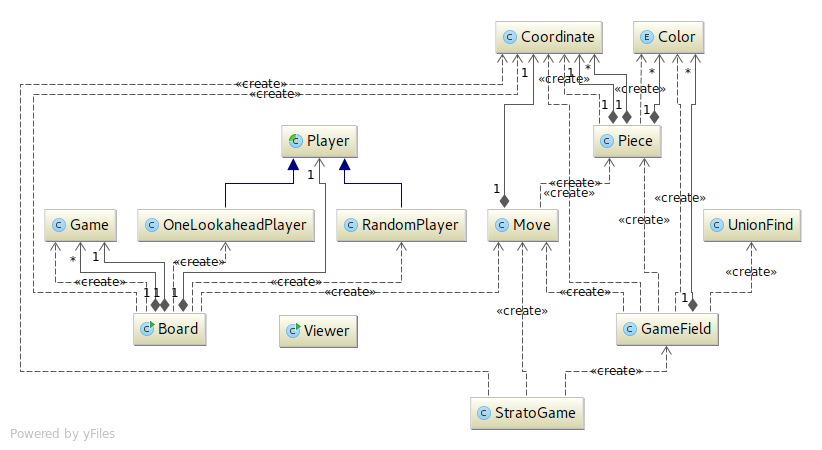 C Coordinate
E Color
«create»
«create»
1
«create»
1
*
«create»
*
*
1
1
1
C Player
C Piece
1
1
«create»
«create»
«create»
C Game
C OneLookaheadPlayer
C RandomPlayer
C Move
«create»
C UnionFind
*
1
«create»
«create»
«create»
«create»
1
1
1
«create»
«create»
1
«create»
C Board
C Viewer
C GameField
«create»
C StratoGame
Powered by yFiles